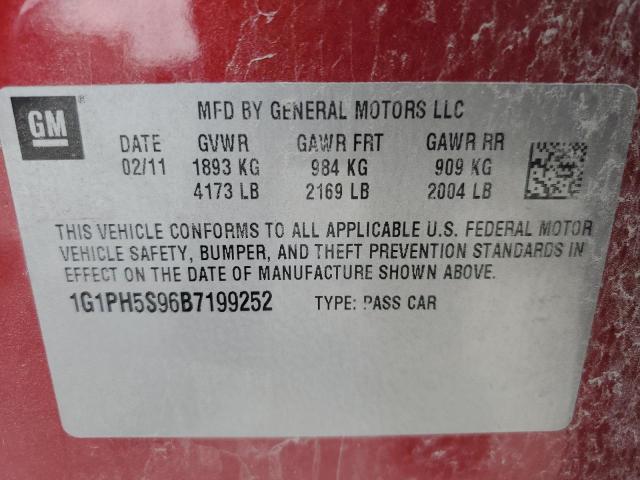 GM ®
MFD BY GENERAL MOTORS LLC
DATE GVWR GAWR FRT GAWR RR
02/11 1893 KG 984 KG 909 KG
4173 LB 2169 LB 2004 LB
THIS VEHICLE CONFORMS TO ALL APPLICABLE U.S. FEDERAL MOTOR
VEHICLE SAFETY, BUMPER, AND THEFT PREVENTION STANDARDS IN
EFFECT ON THE DATE OF MANUFACTURE SHOWN ABOVE.
1G1PH5S96B7199252 TYPE: PASS CAR